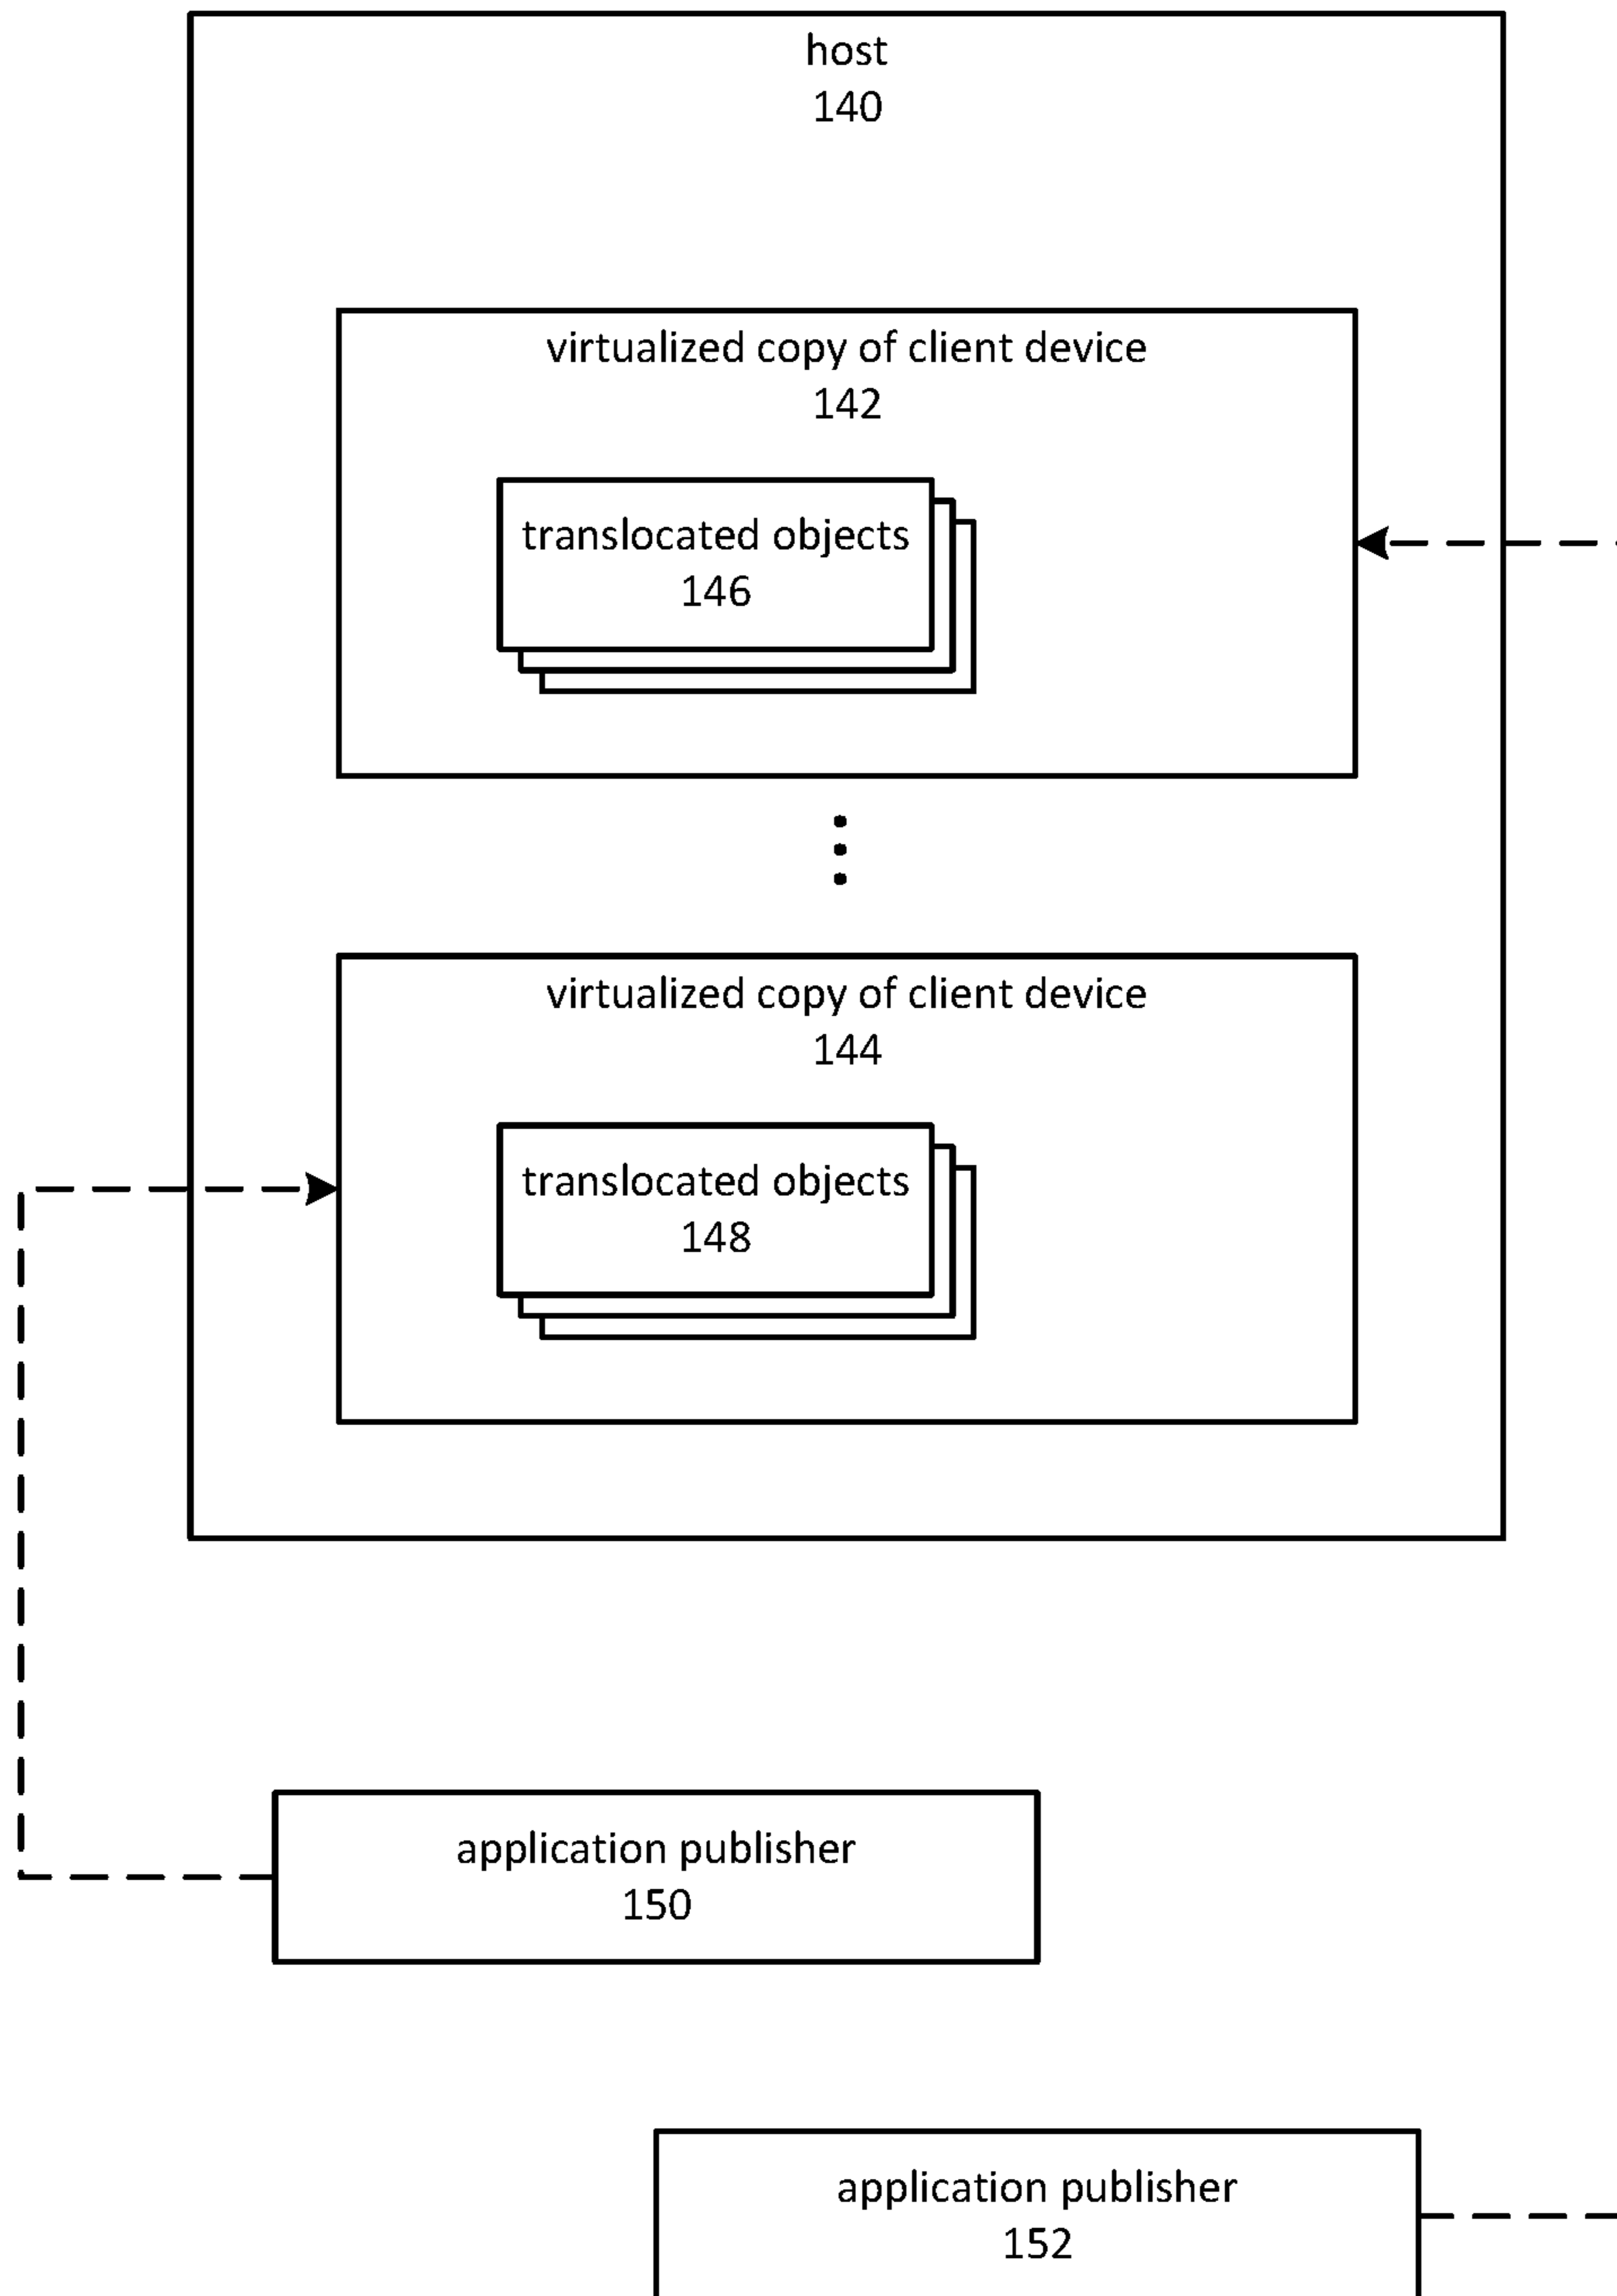 host
140
virtualized copy of client device
142
translocated objects
146
virtualized copy of client device
144
translocated objects
148
application publisher
150
application publisher
152